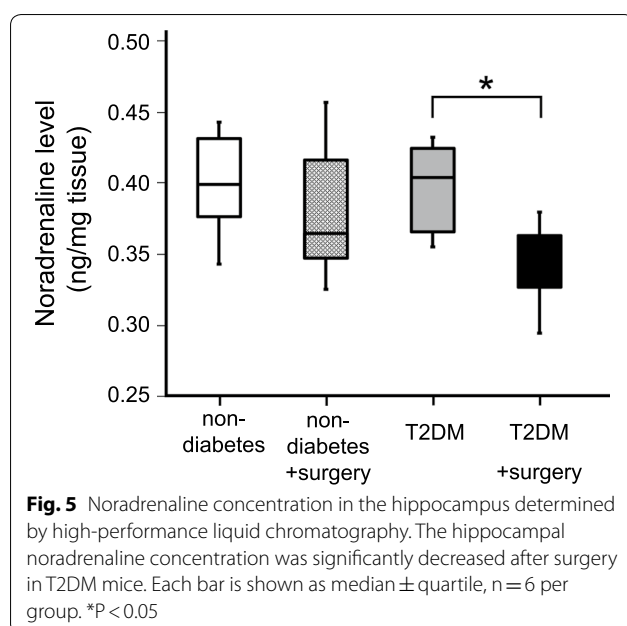 0.50
0.45
0.40
0.35
0.30
0.25
Noradrenaline level
(ng/mg tissue)
*
non-
diabetes
non-
diabetes
+surgery
T2DM
T2DM
+surgery
Fig. 5 Noradrenaline concentration in the hippocampus determined
by high-performance liquid chromatography. The hippocampal
noradrenaline concentration was significantly decreased after surgery
in T2DM mice. Each bar is shown as median ± quartile, n = 6 per
group. *P < 0.05